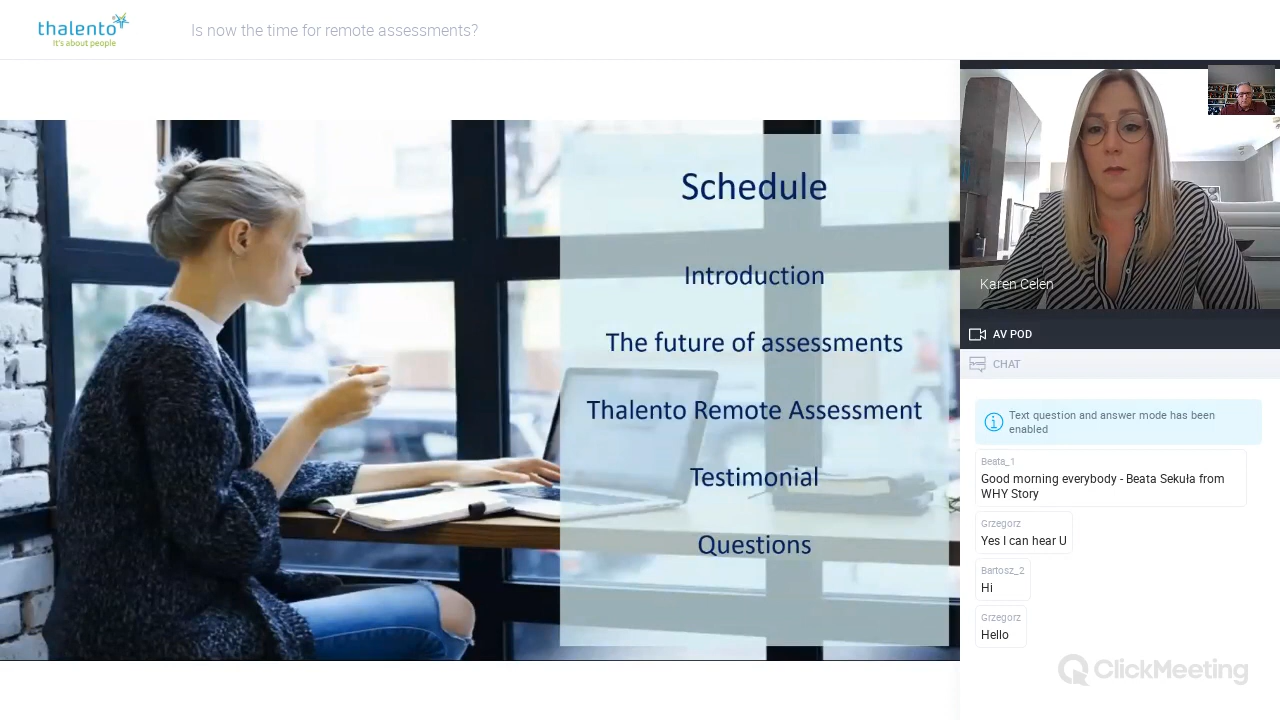 thalento
It's about people
Is now the time for remote assessments?
Schedule
Introduction
The future of assessments
Thalento Remote Assessment
Testimonial
Questions
Karen Celen
AV POD
CHAT
Text question and answer mode has been
enabled
Beata_1
Good morning everybody - Beata Sekuła from
WHY Story
Grzegorz
Yes I can hear U
Bartosz_2
Hi
Grzegorz
Hello
ClickMeeting